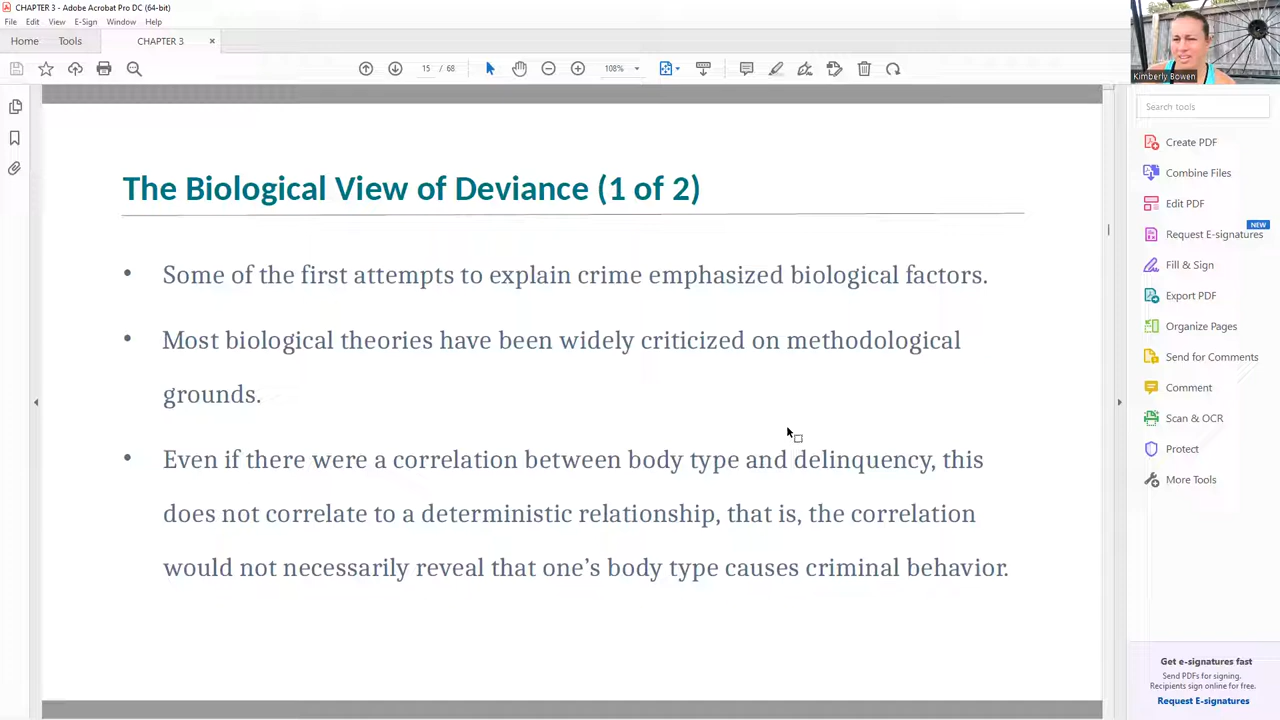 CHAPTER 3 - Adobe Acrobat Pro DC (64-bit)
File Edit View E-Sign Window Help
Home Tools CHAPTER 3 ×
15 / 68 108%
Kimberly Bowen
The Biological View of Deviance (1 of 2)
• Some of the first attempts to explain crime emphasized biological factors.
• Most biological theories have been widely criticized on methodological
grounds.
• Even if there were a correlation between body type and delinquency, this
does not correlate to a deterministic relationship, that is, the correlation
would not necessarily reveal that one’s body type causes criminal behavior.
Search tools
Create PDF
Combine Files
Edit PDF
NEW
Request E-signatures
Fill & Sign
Export PDF
Organize Pages
Send for Comments
Comment
Scan & OCR
Protect
More Tools
Get e-signatures fast
Send PDFs for signing.
Recipients sign online for free.
Request E-signatures